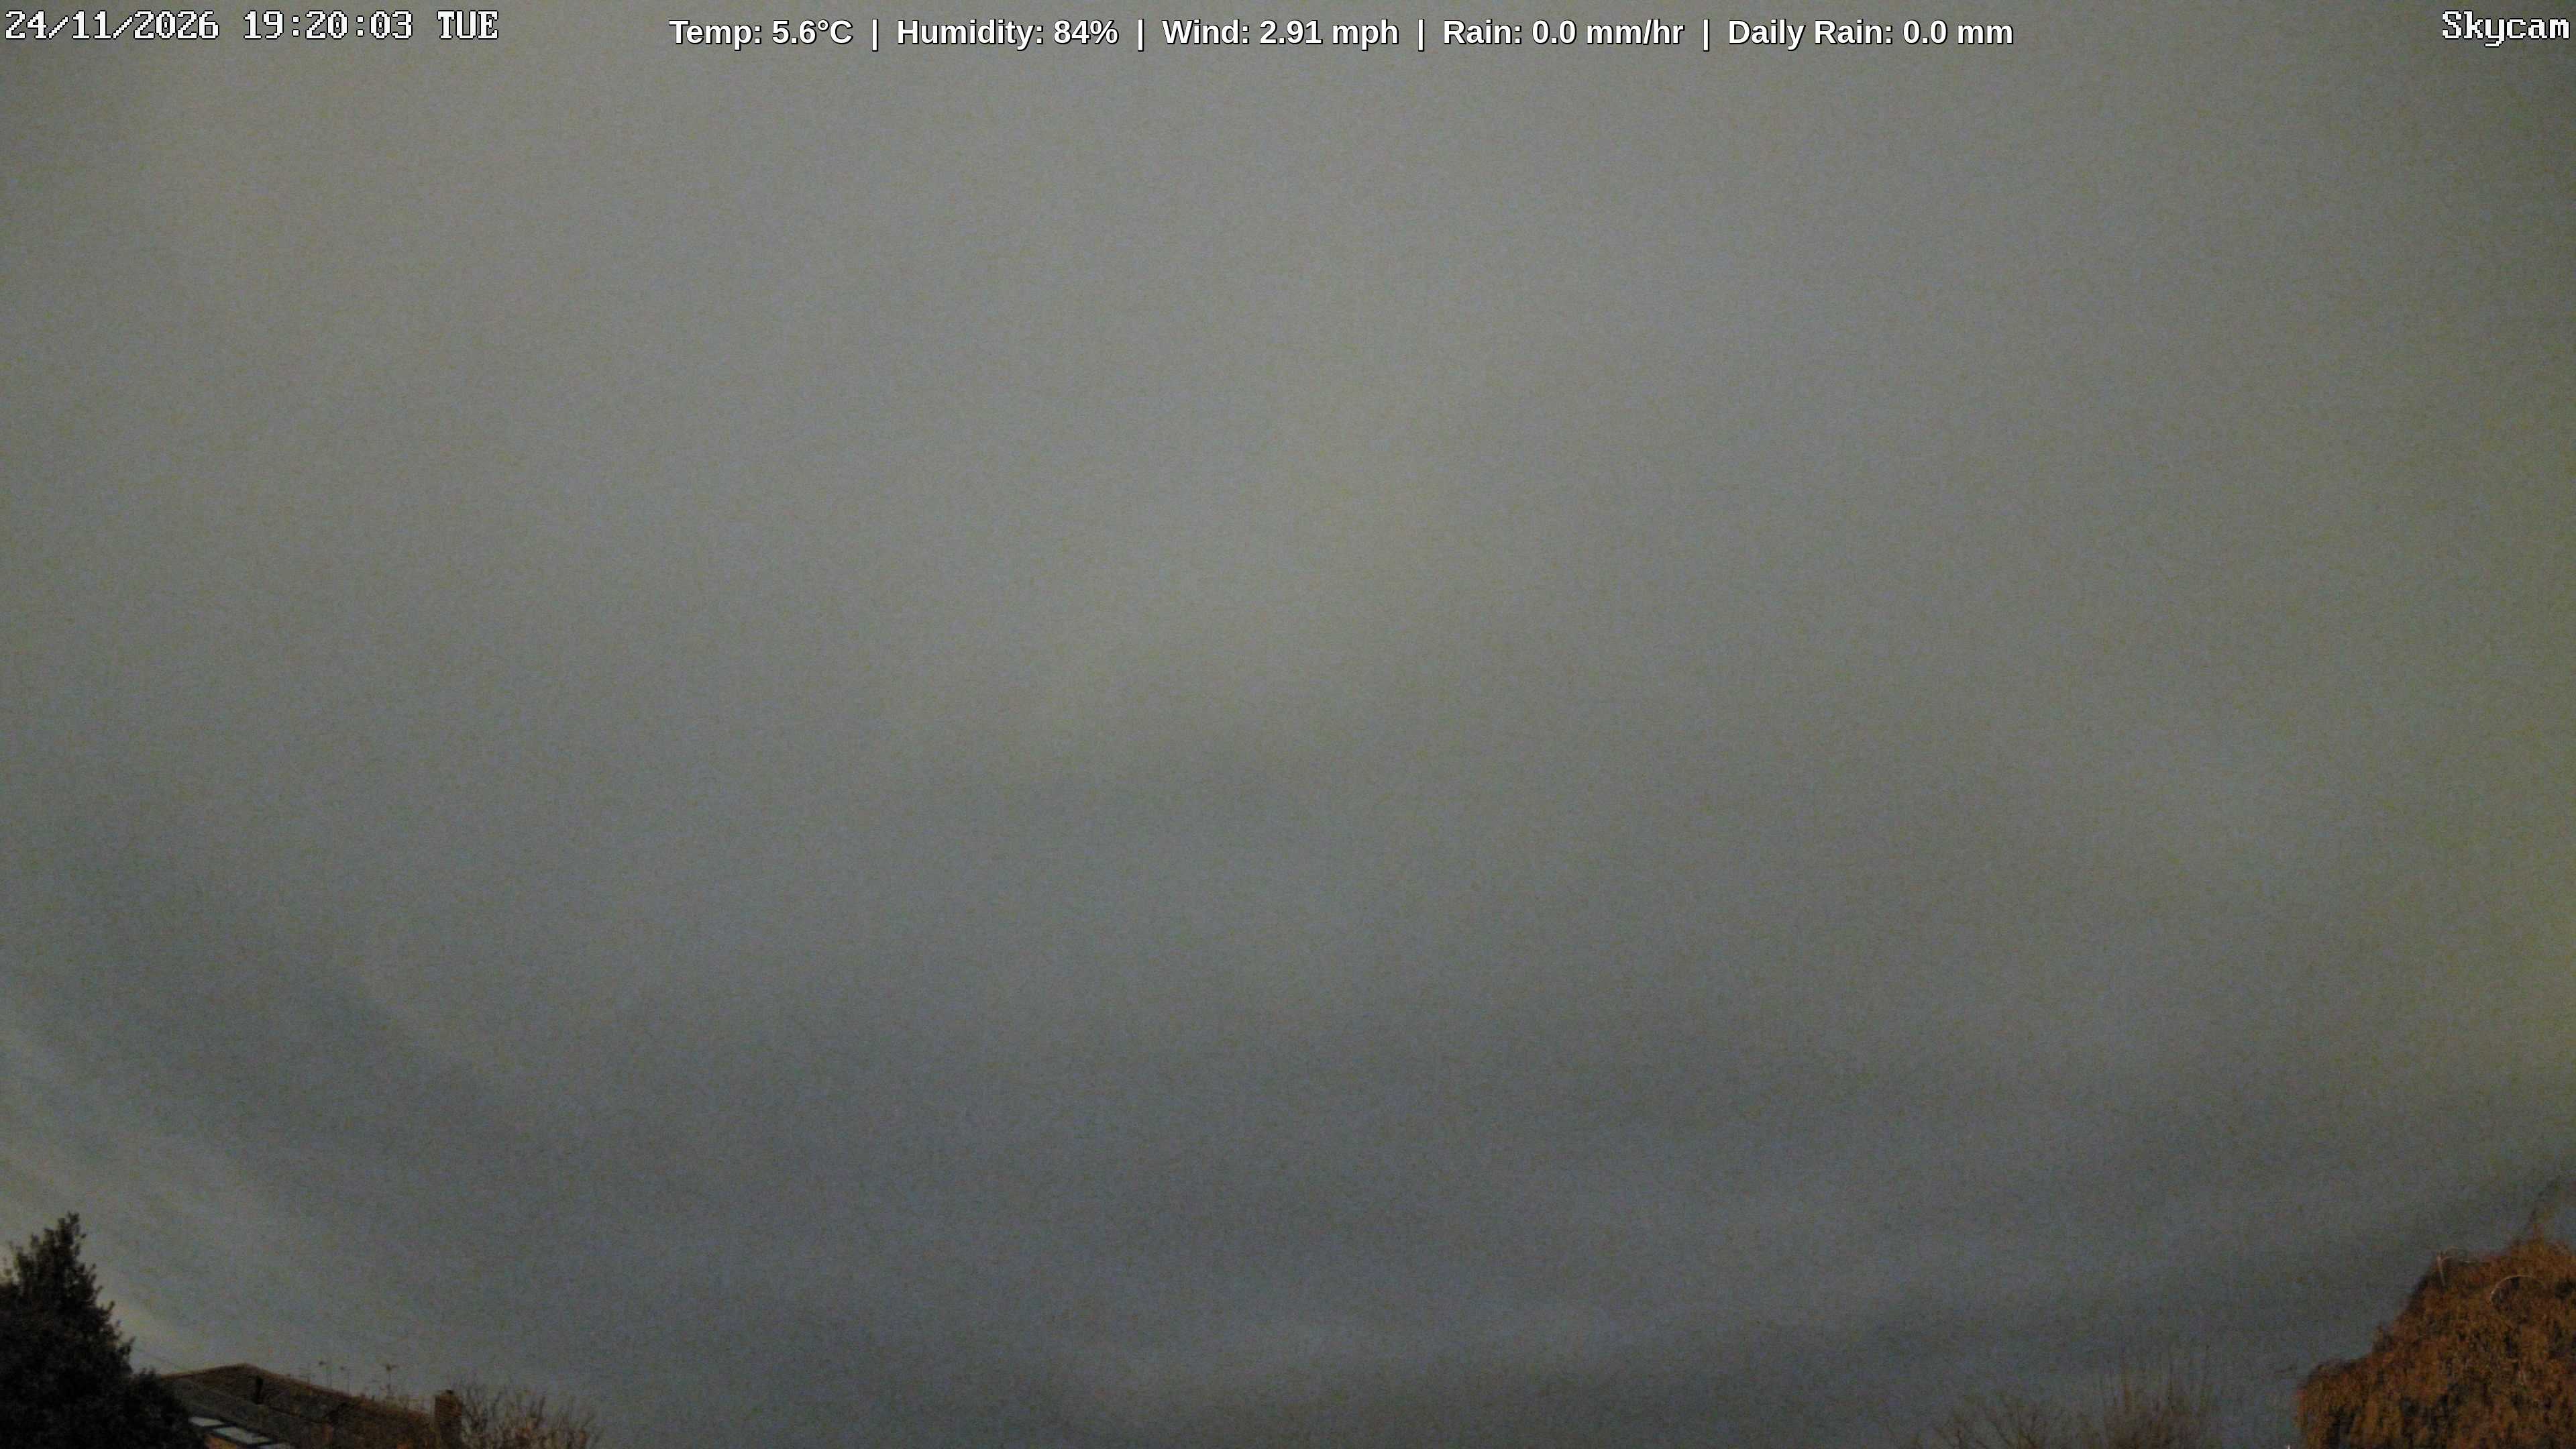 24/11/2026 19:20:03 TUE
Temp: 5.6°C | Humidity: 84% | Wind: 2.91 mph | Rain: 0.0 mm/hr | Daily Rain: 0.0 mm
Skycam